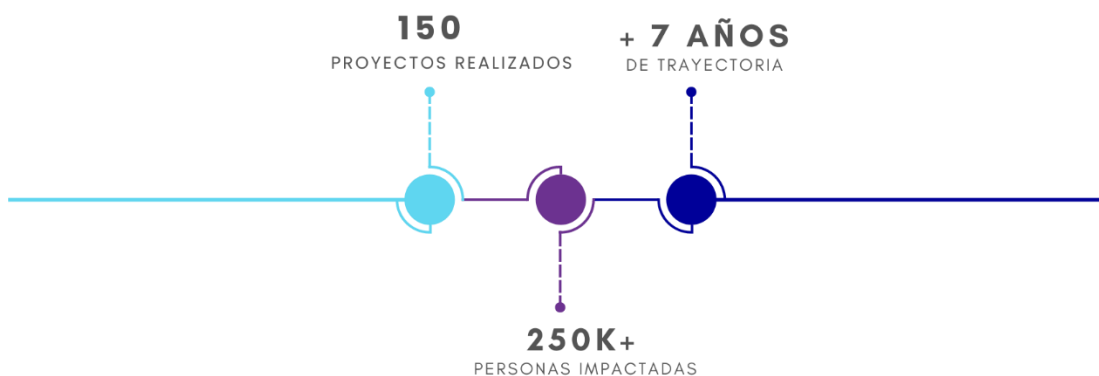 150
PROYECTOS REALIZADOS
+ 7 AÑOS
DE TRAYECTORIA
250K+
PERSONAS IMPACTADAS